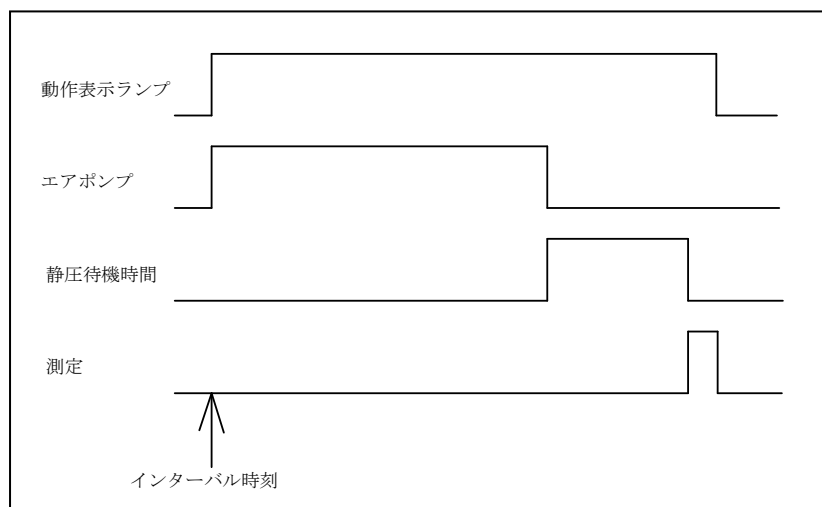 動作表示ランプ
エアポンプ
静圧待機時間
測定
インターバル時刻